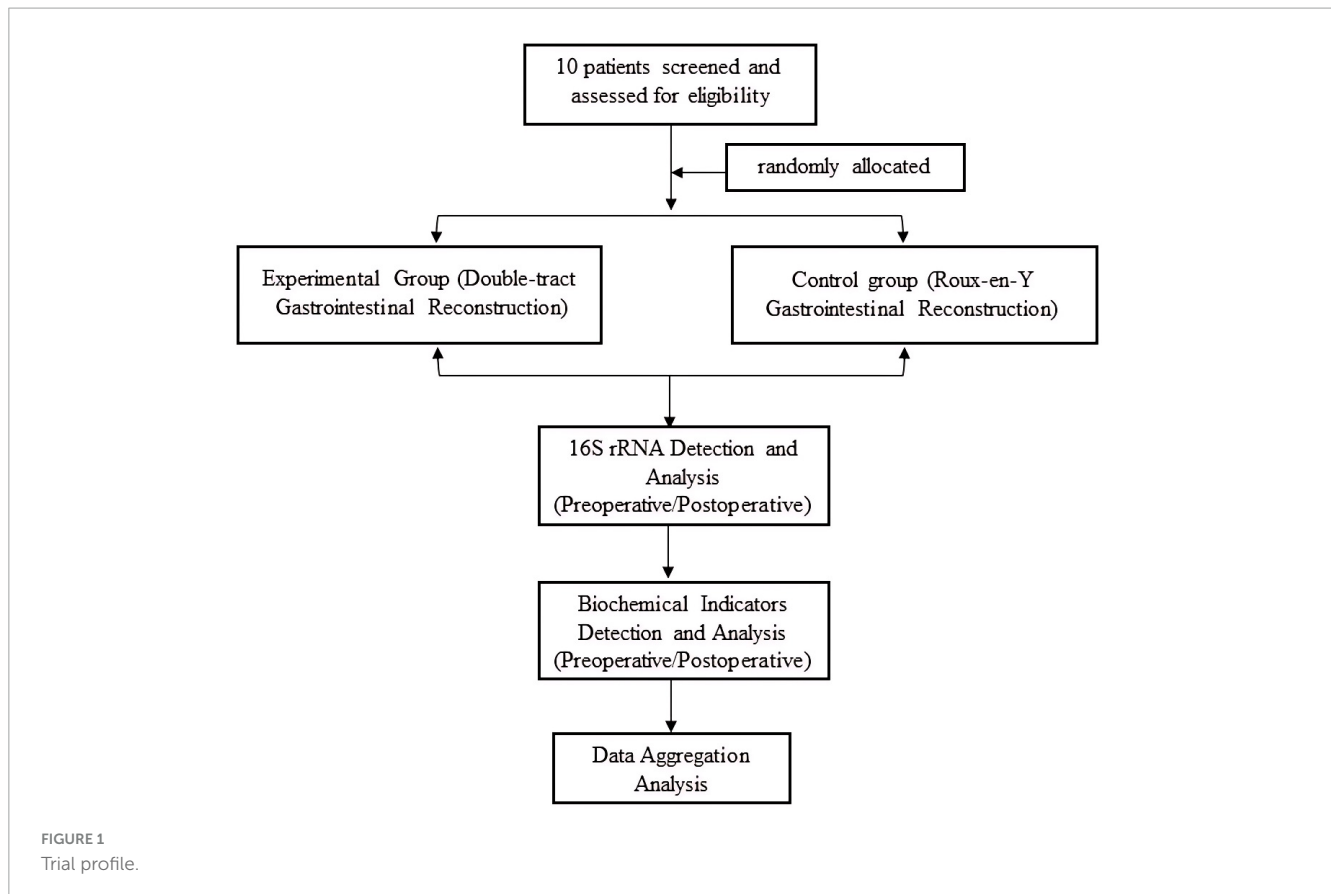 10 patients screened and
assessed for eligibility
randomly allocated
Experimental Group (Double-tract
Gastrointestinal Reconstruction)
Control group (Roux-en-Y
Gastrointestinal Reconstruction)
16S rRNA Detection and
Analysis
(Preoperative/Postoperative)
Biochemical Indicators
Detection and Analysis
(Preoperative/Postoperative)
Data Aggregation
Analysis
FIGURE 1
Trial profile.